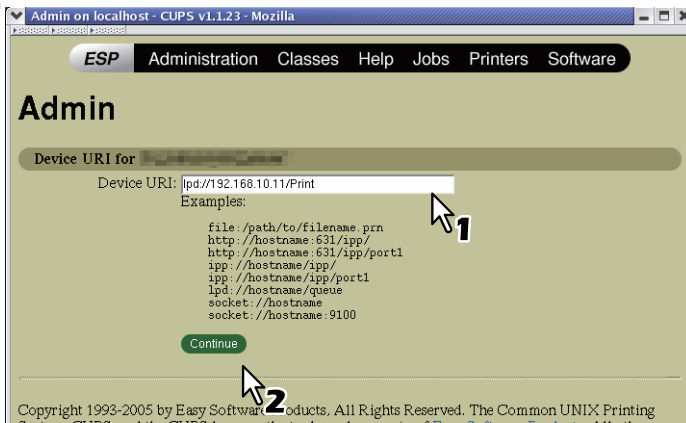 Admin on localhost - CUPS v1.1.23 - Mozilla
ESP Administration Classes Help Jobs Printers Software
Admin
Device URI for
Device URI: lpd://192.168.10.11/Print
1
Examples:
file:/path/to/filename.prn
http://hostname:631/ipp/
http://hostname:631/ipp/port1
ipp://hostname/ipp/
ipp://hostname/ipp/port1
lpd://hostname/queue
socket://hostname
socket://hostname:9100
Continue
2
Copyright 1993-2005 by Easy Software Products, All Rights Reserved. The Common UNIX Printing